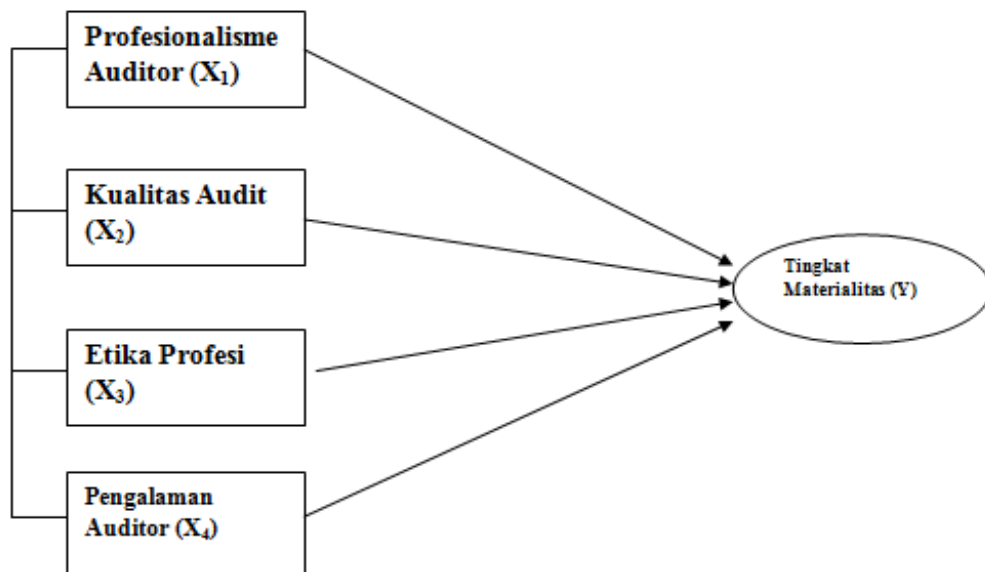 Profesionalisme
Auditor (X₁)
Kualitas Audit
(X₂)
Etika Profesi
(X₃)
Pengalaman
Auditor (X₄)
Tingkat
Materialitas (Y)